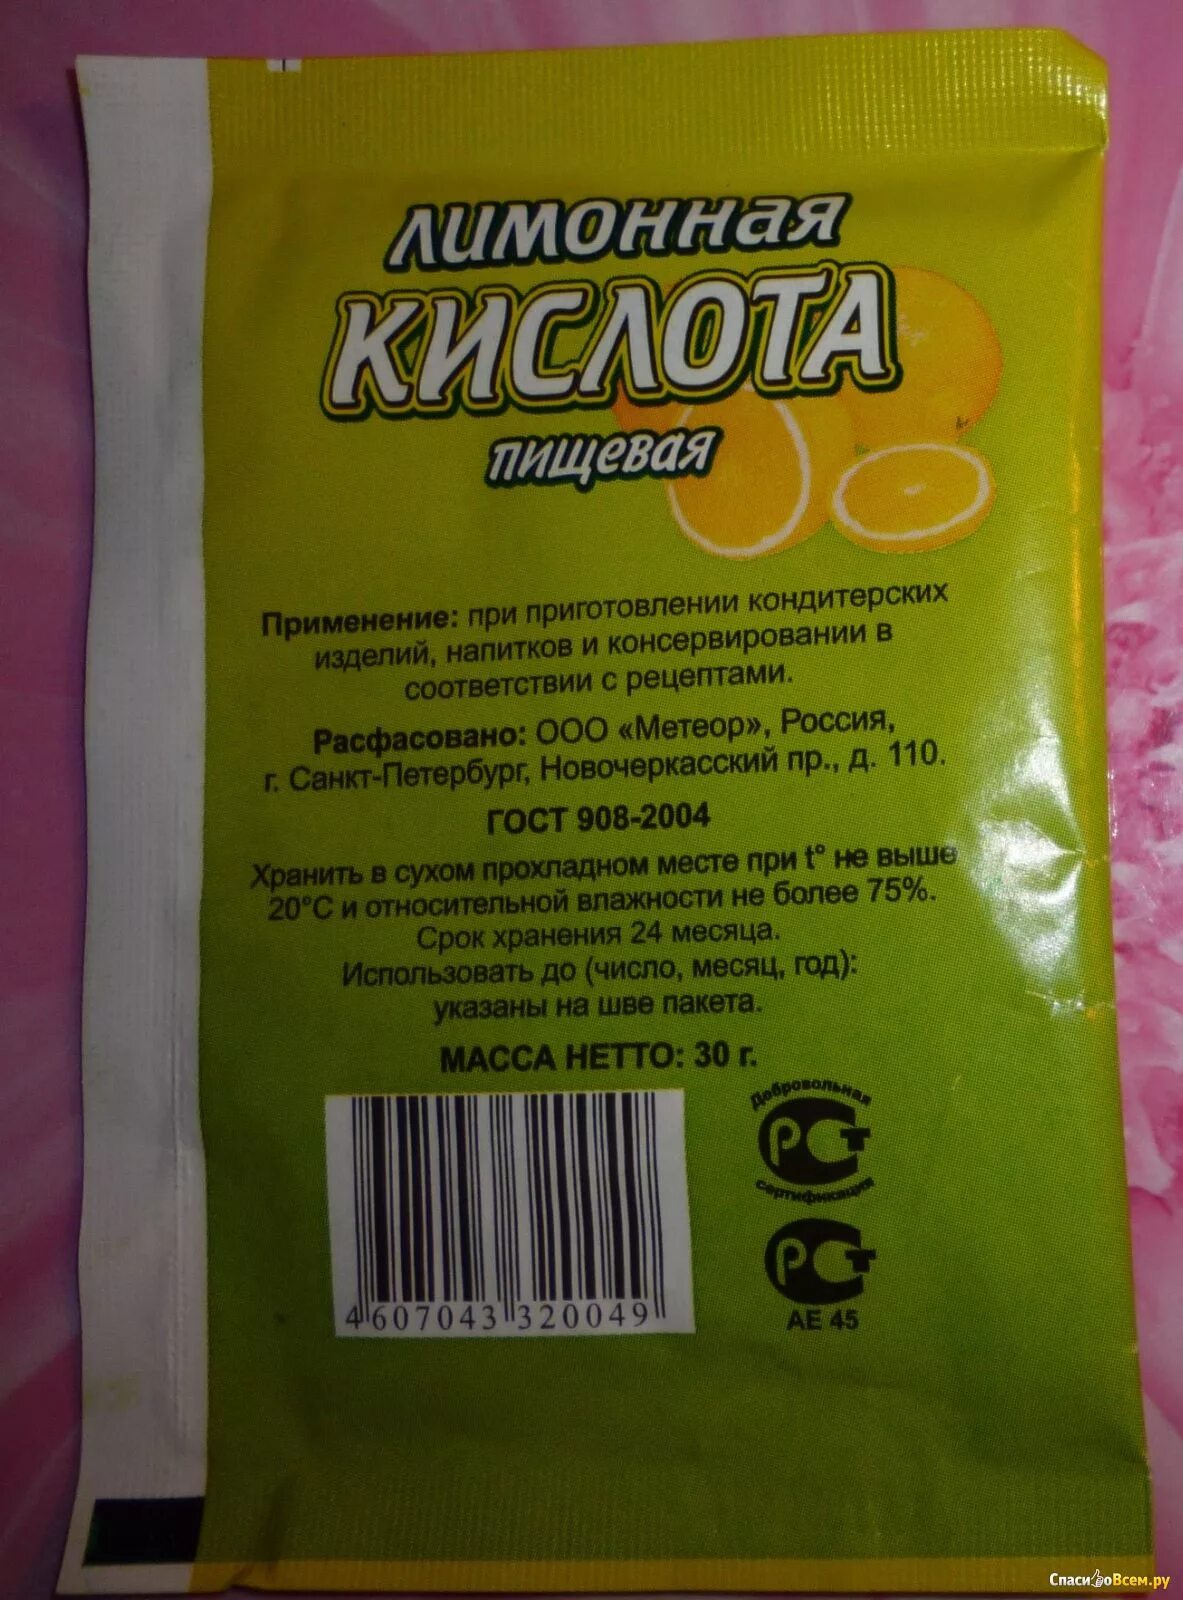 лимонная
КИСЛОТА
пищевая
Применение: при приготовлении кондитерских
изделий, напитков и консервировании в
соответствии с рецептами.
Расфасовано: ООО «Метеор», Россия,
г. Санкт-Петербург, Новочеркасский пр., д. 110.
ГОСТ 908-2004
Хранить в сухом прохладном месте при t° не выше
20°С и относительной влажности не более 75%.
Срок хранения 24 месяца.
Использовать до (число, месяц, год):
указаны на шве пакета.
МАССА НЕТТО: 30 г.
Добровольная
РСТ
сертификация
РСТ
АЕ 45
4 607043 320049
СпасибоВсем.ру